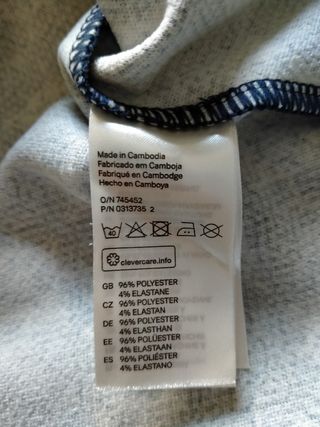 Made in Cambodia
Fabricado em Camboja
Fabriqué en Cambodge
Hecho en Camboya
O/N 745452
P/N 0313735 2
40
clevercare.info
GB 96% POLYESTER
4% ELASTANE
CZ 96% POLYESTER
4% ELASTAN
DE 96% POLYESTER
4% ELASTHAN
EE 96% POLÜESTER
4% ELASTAAN
ES 96% POLIÉSTER
4% ELASTANO